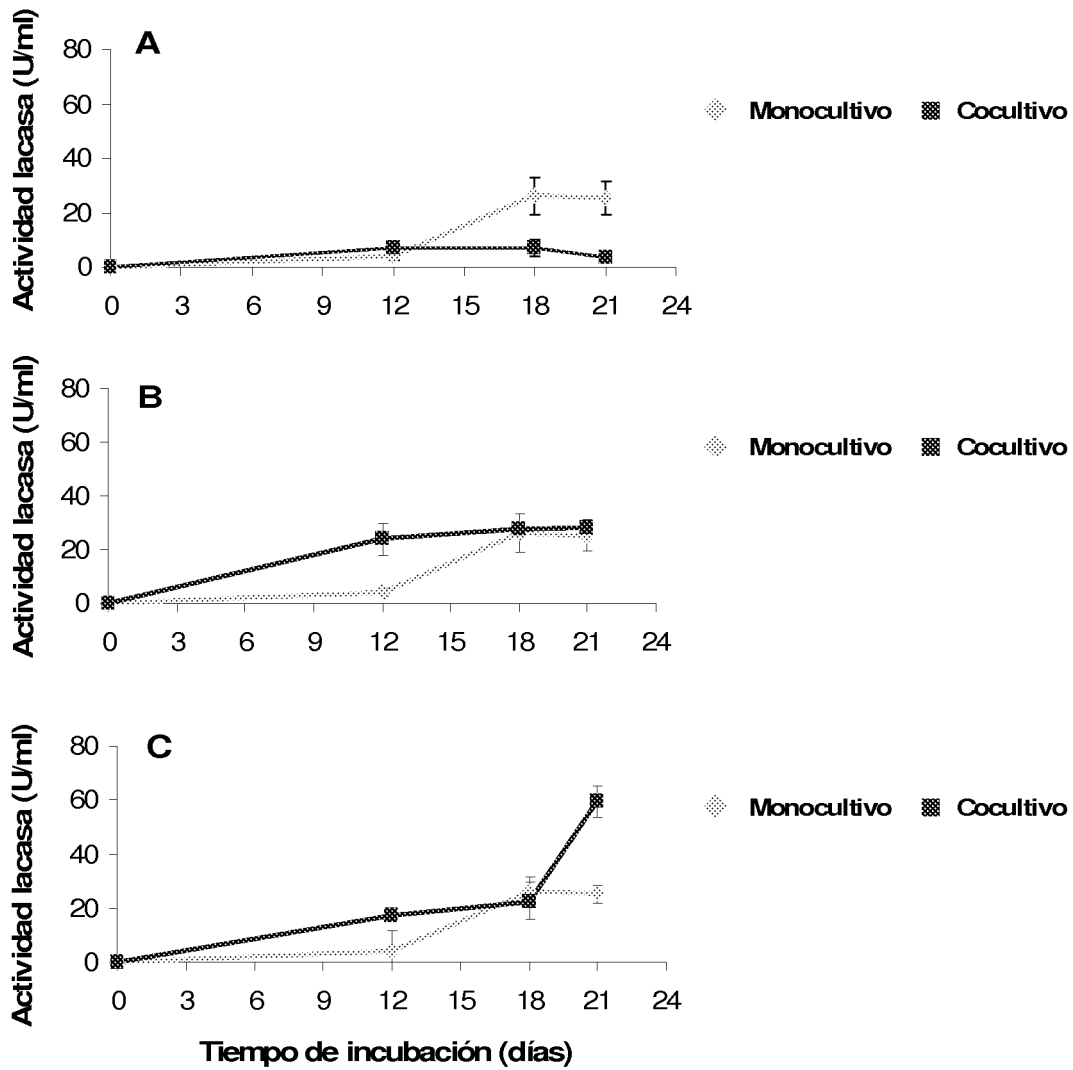 A
Actividad lacasa (U/ml)
80
60
40
20
0
0 3 6 9 12 15 18 21 24
Monocultivo Cocultivo
B
Actividad lacasa (U/ml)
80
60
40
20
0
0 3 6 9 12 15 18 21 24
Monocultivo Cocultivo
C
Actividad lacasa (U/ml)
80
60
40
20
0
0 3 6 9 12 15 18 21 24
Monocultivo Cocultivo
Tiempo de incubación (días)